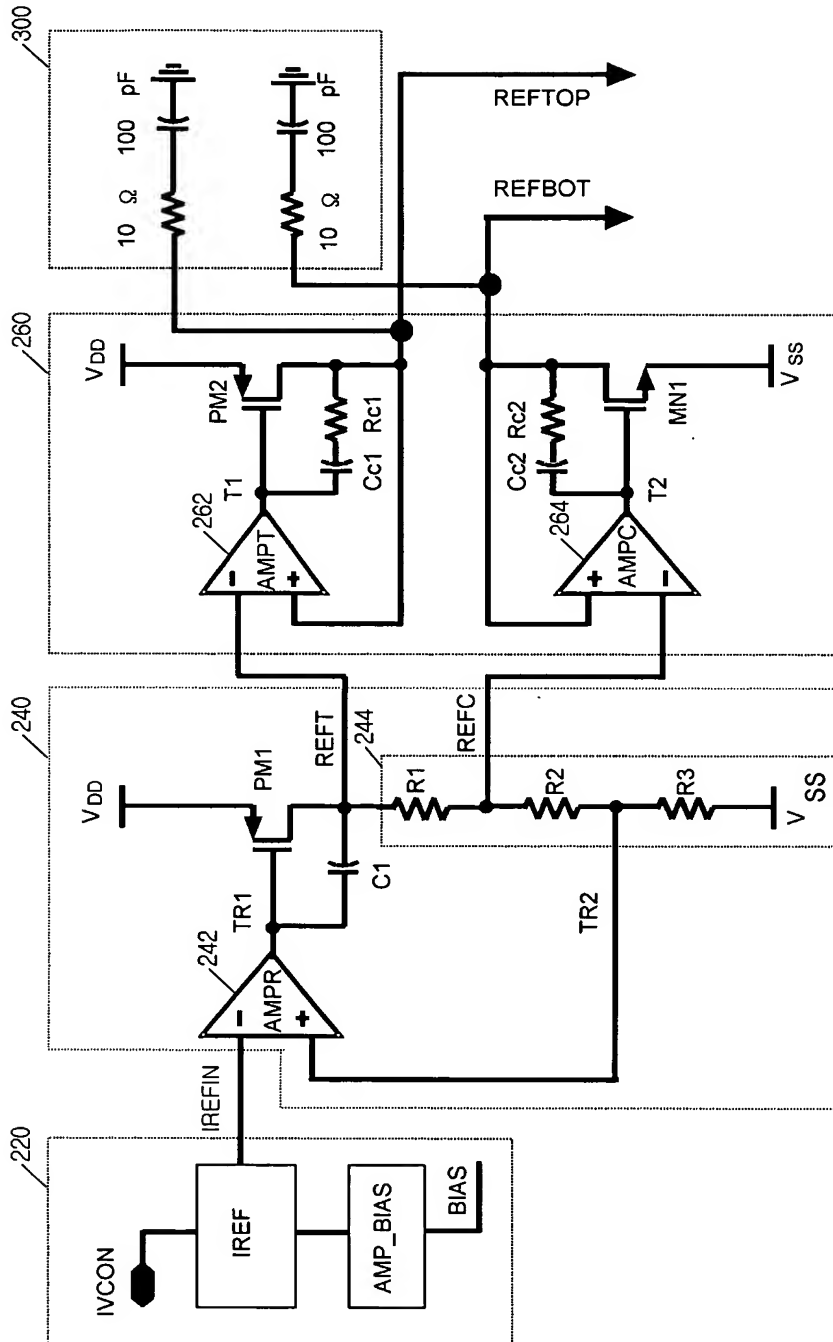 220
IVCON
IREF
AMP_BIAS
BIAS
IREFIN
240
242
−
AMPR
+
TR1
VDD
PM1
C1
REFT
244
R1
REFC
R2
R3
TR2
VSS
260
262
−
AMPT
+
T1
VDD
PM2
Cc1
Rc1
264
+
AMPC
−
T2
Cc2
Rc2
MN1
Vss
300
10 Ω
100 pF
10 Ω
100 pF
REFTOP
REFBOT